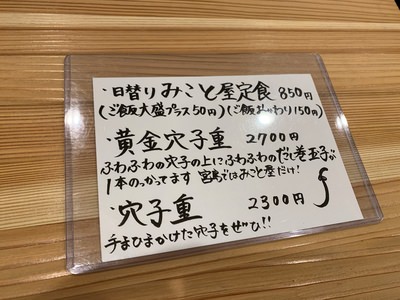 ・日替り みこと屋定食 850円
(ご飯大盛プラス50円)(ご飯おかわり150円)
・黄金穴子重 2700円
ふわふわの穴子の上にふわふわのだし巻玉子が
1本のっかってます 宮島ではみこと屋だけ!
・穴子重 2300円
手まひまかけた穴子をぜひ!!